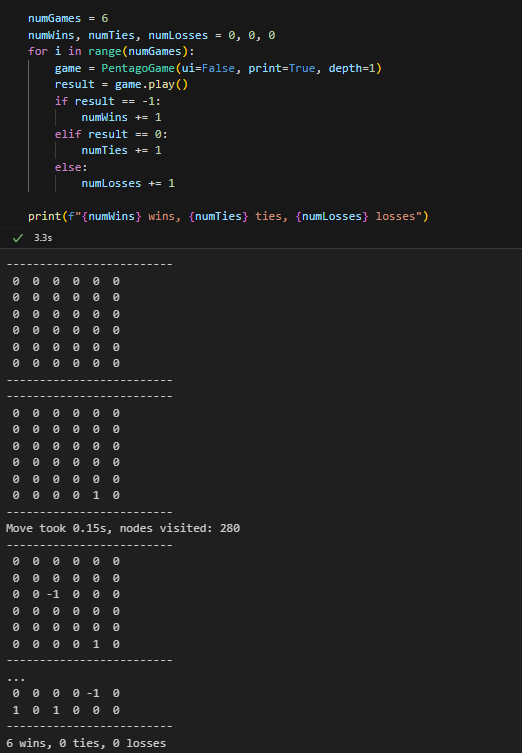 numGames = 6
numWins, numTies, numLosses = 0, 0, 0
for i in range(numGames):
    game = PentagoGame(ui=False, print=True, depth=1)
    result = game.play()
    if result == -1:
        numWins += 1
    elif result == 0:
        numTies += 1
    else:
        numLosses += 1
print(f"{numWins} wins, {numTies} ties, {numLosses} losses")
3.3s
-------------------------
 0  0  0  0  0  0
 0  0  0  0  0  0
 0  0  0  0  0  0
 0  0  0  0  0  0
 0  0  0  0  0  0
 0  0  0  0  0  0
-------------------------
-------------------------
 0  0  0  0  0  0
 0  0  0  0  0  0
 0  0  0  0  0  0
 0  0  0  0  0  0
 0  0  0  0  0  0
 0  0  0  0  1  0
-------------------------
Move took 0.15s, nodes visited: 280
-------------------------
 0  0  0  0  0  0
 0  0  0  0  0  0
 0  0 -1  0  0  0
 0  0  0  0  0  0
 0  0  0  0  0  0
 0  0  0  0  1  0
-------------------------
...
 0  0  0  0 -1  0
 1  0  1  0  0  0
-------------------------
6 wins, 0 ties, 0 losses